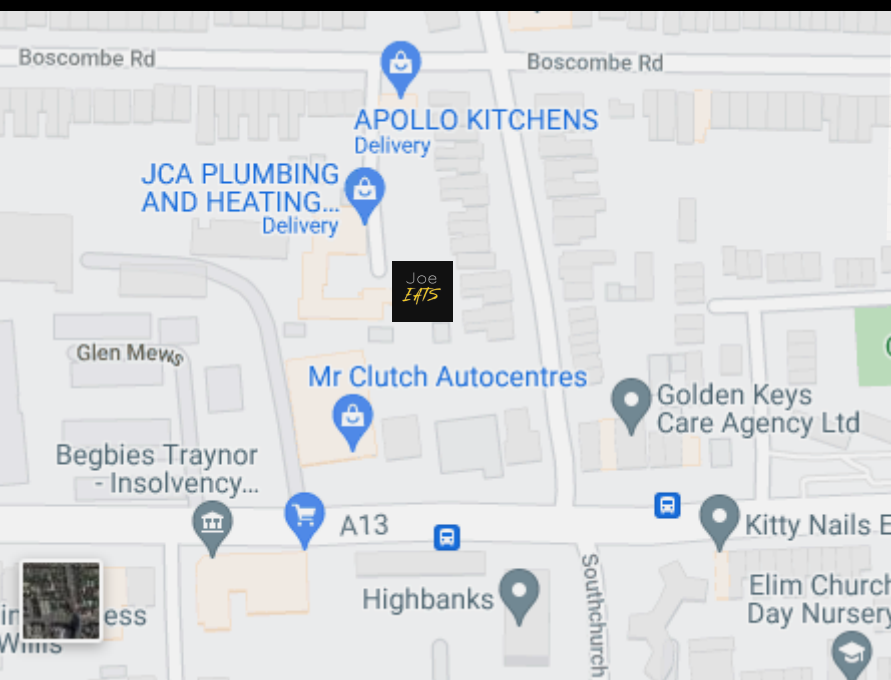 Boscombe Rd
Boscombe Rd
APOLLO KITCHENS
Delivery
JCA PLUMBING
AND HEATING...
Delivery
Joe
EATS
Glen Mews
Mr Clutch Autocentres
Golden Keys
Care Agency Ltd
Begbies Traynor
- Insolvency...
A13
Kitty Nails E
Highbanks
Southchurch
Elim Church
Day Nursery
ess